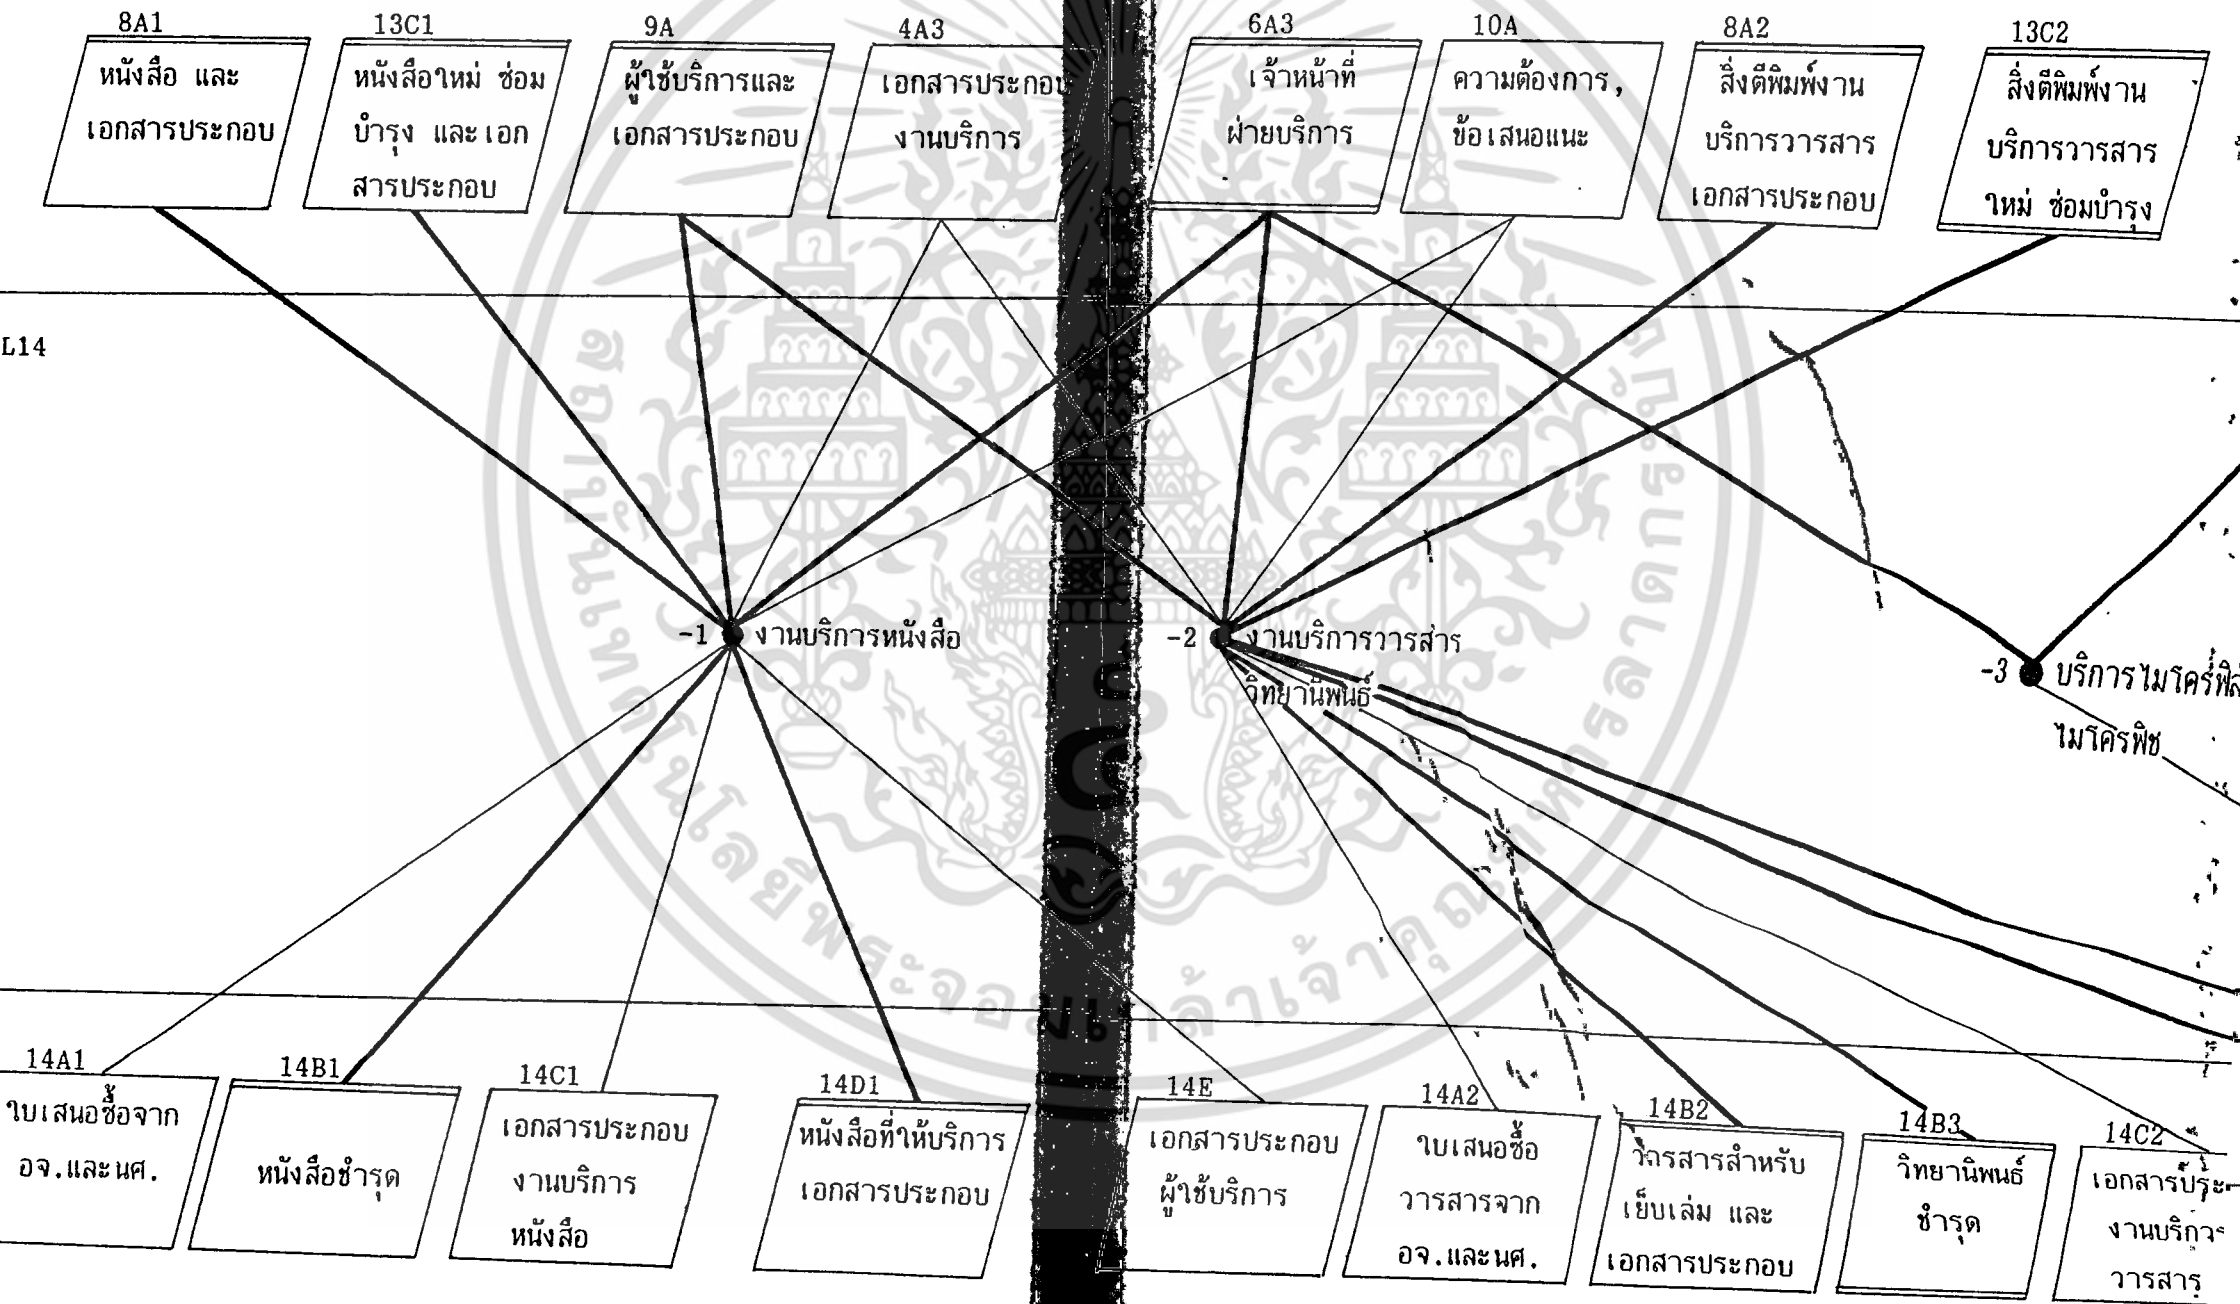 8A1
หนังสือ และ
เอกสารประกอบ
13C1
หนังสือใหม่ ซ่อม
บำรุง และเอก
สารประกอบ
9A
ผู้ใช้บริการและ
เอกสารประกอบ
4A3
เอกสารประกอบ
งานบริการ
6A3
เจ้าหน้าที่
ฝ่ายบริการ
10A
ความต้องการ,
ข้อเสนอแนะ
8A2
สิ่งตีพิมพ์งาน
บริการวารสาร
เอกสารประกอบ
13C2
สิ่งตีพิมพ์งาน
บริการวารสาร
ใหม่ ซ่อมบำรุง
L14
-1 งานบริการหนังสือ
-2 งานบริการวารสาร
วิทยานิพนธ์
-3 บริการไมโครฟิล
ไมโครฟิช
14A1
ใบเสนอซื้อจาก
อจ.และนศ.
14B1
หนังสือชำรุด
14C1
เอกสารประกอบ
งานบริการ
หนังสือ
14D1
หนังสือที่ให้บริการ
เอกสารประกอบ
14E
เอกสารประกอบ
ผู้ใช้บริการ
14A2
ใบเสนอซื้อ
วารสารจาก
อจ.และนศ.
14B2
วารสารสำหรับ
เย็บเล่ม และ
เอกสารประกอบ
14B3
วิทยานิพนธ์
ชำรุด
14C2
เอกสารประ
งานบริการ
วารสาร